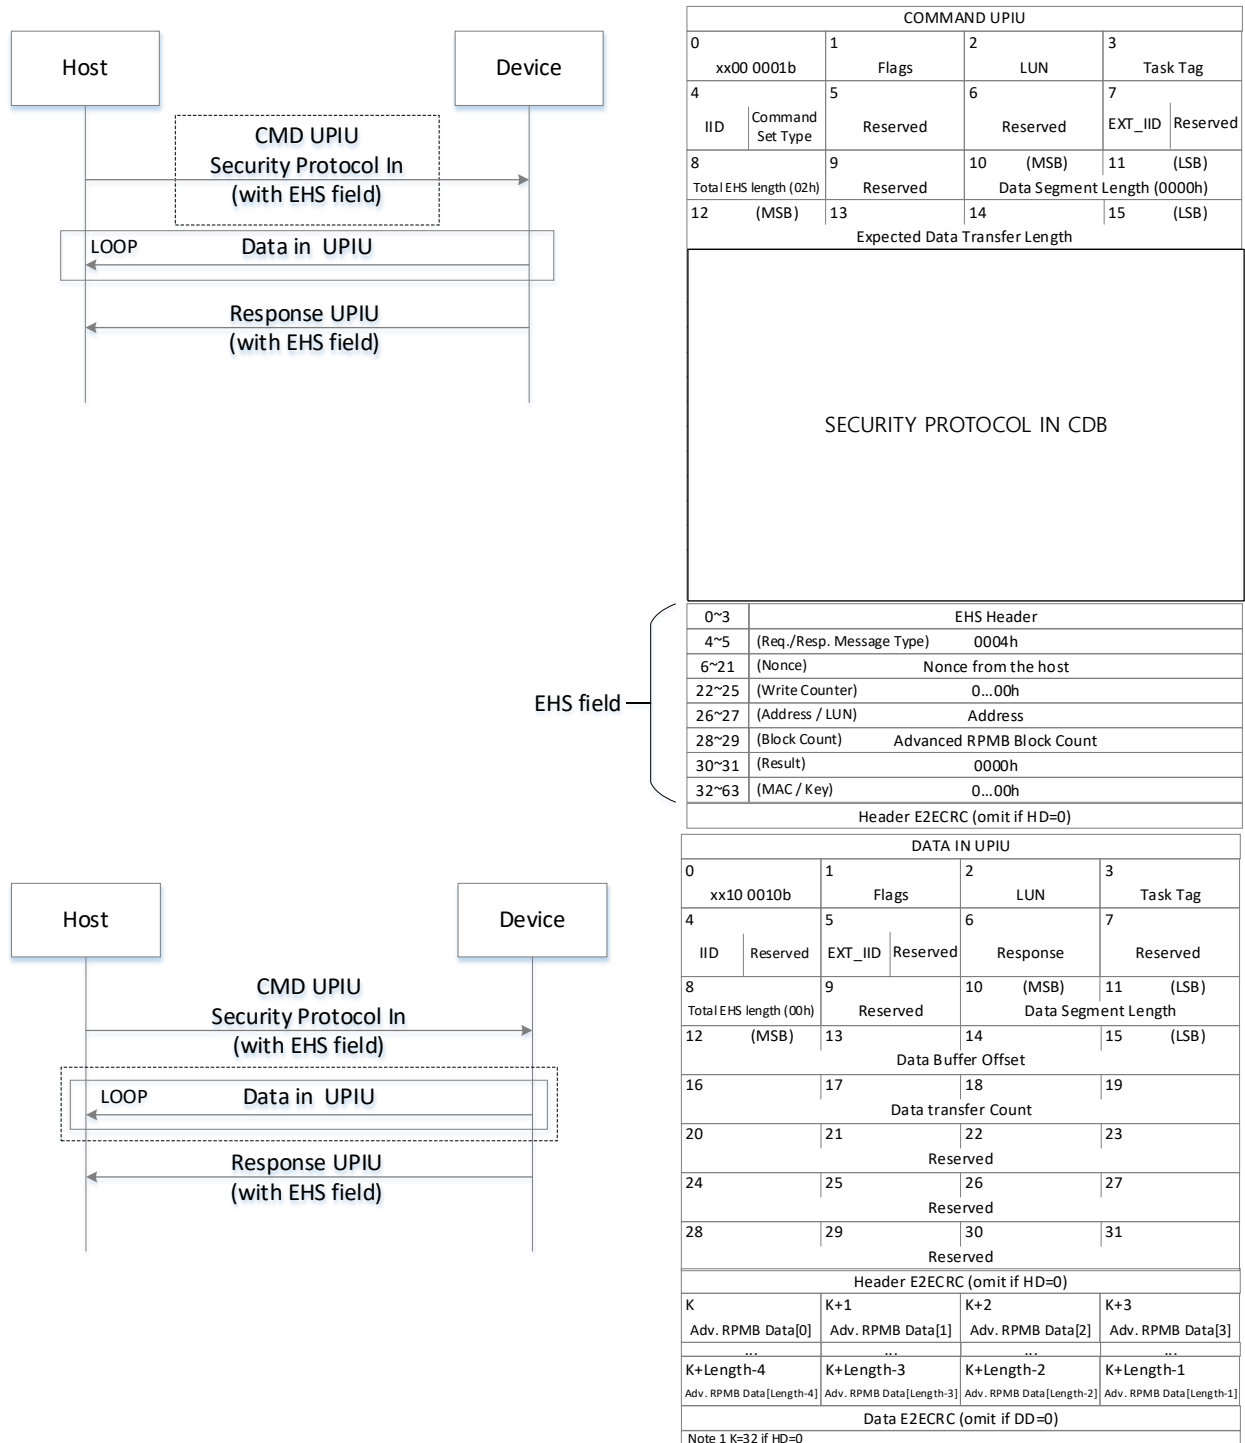 Host
Device
CMD UPIU
Security Protocol In
(with EHS field)
LOOP
Data in UPIU
Response UPIU
(with EHS field)
COMMAND UPIU
0 1 2 3
xx00 0001b Flags LUN Task Tag
4 5 6 7
IID Command Set Type Reserved Reserved EXT_IID Reserved
8 9 10 (MSB) 11 (LSB)
Total EHS length (02h) Reserved Data Segment Length (0000h)
12 (MSB) 13 14 15 (LSB)
Expected Data Transfer Length
SECURITY PROTOCOL IN CDB
EHS field
0~3 EHS Header
4~5 (Req./Resp. Message Type) 0004h
6~21 (Nonce) Nonce from the host
22~25 (Write Counter) 0...00h
26~27 (Address / LUN) Address
28~29 (Block Count) Advanced RPMB Block Count
30~31 (Result) 0000h
32~63 (MAC / Key) 0...00h
Header E2ECRC (omit if HD=0)
Host
Device
CMD UPIU
Security Protocol In
(with EHS field)
LOOP
Data in UPIU
Response UPIU
(with EHS field)
DATA IN UPIU
0 1 2 3
xx10 0010b Flags LUN Task Tag
4 5 6 7
IID Reserved EXT_IID Reserved Response Reserved
8 9 10 (MSB) 11 (LSB)
Total EHS length (00h) Reserved Data Segment Length
12 (MSB) 13 14 15 (LSB)
Data Buffer Offset
16 17 18 19
Data transfer Count
20 21 22 23
Reserved
24 25 26 27
Reserved
28 29 30 31
Reserved
Header E2ECRC (omit if HD=0)
K K+1 K+2 K+3
Adv. RPMB Data[0] Adv. RPMB Data[1] Adv. RPMB Data[2] Adv. RPMB Data[3]
... ... ... ...
K+Length-4 K+Length-3 K+Length-2 K+Length-1
Adv. RPMB Data[Length-4] Adv. RPMB Data[Length-3] Adv. RPMB Data[Length-2] Adv. RPMB Data[Length-1]
Data E2ECRC (omit if DD=0)
Note 1 K=32 if HD=0